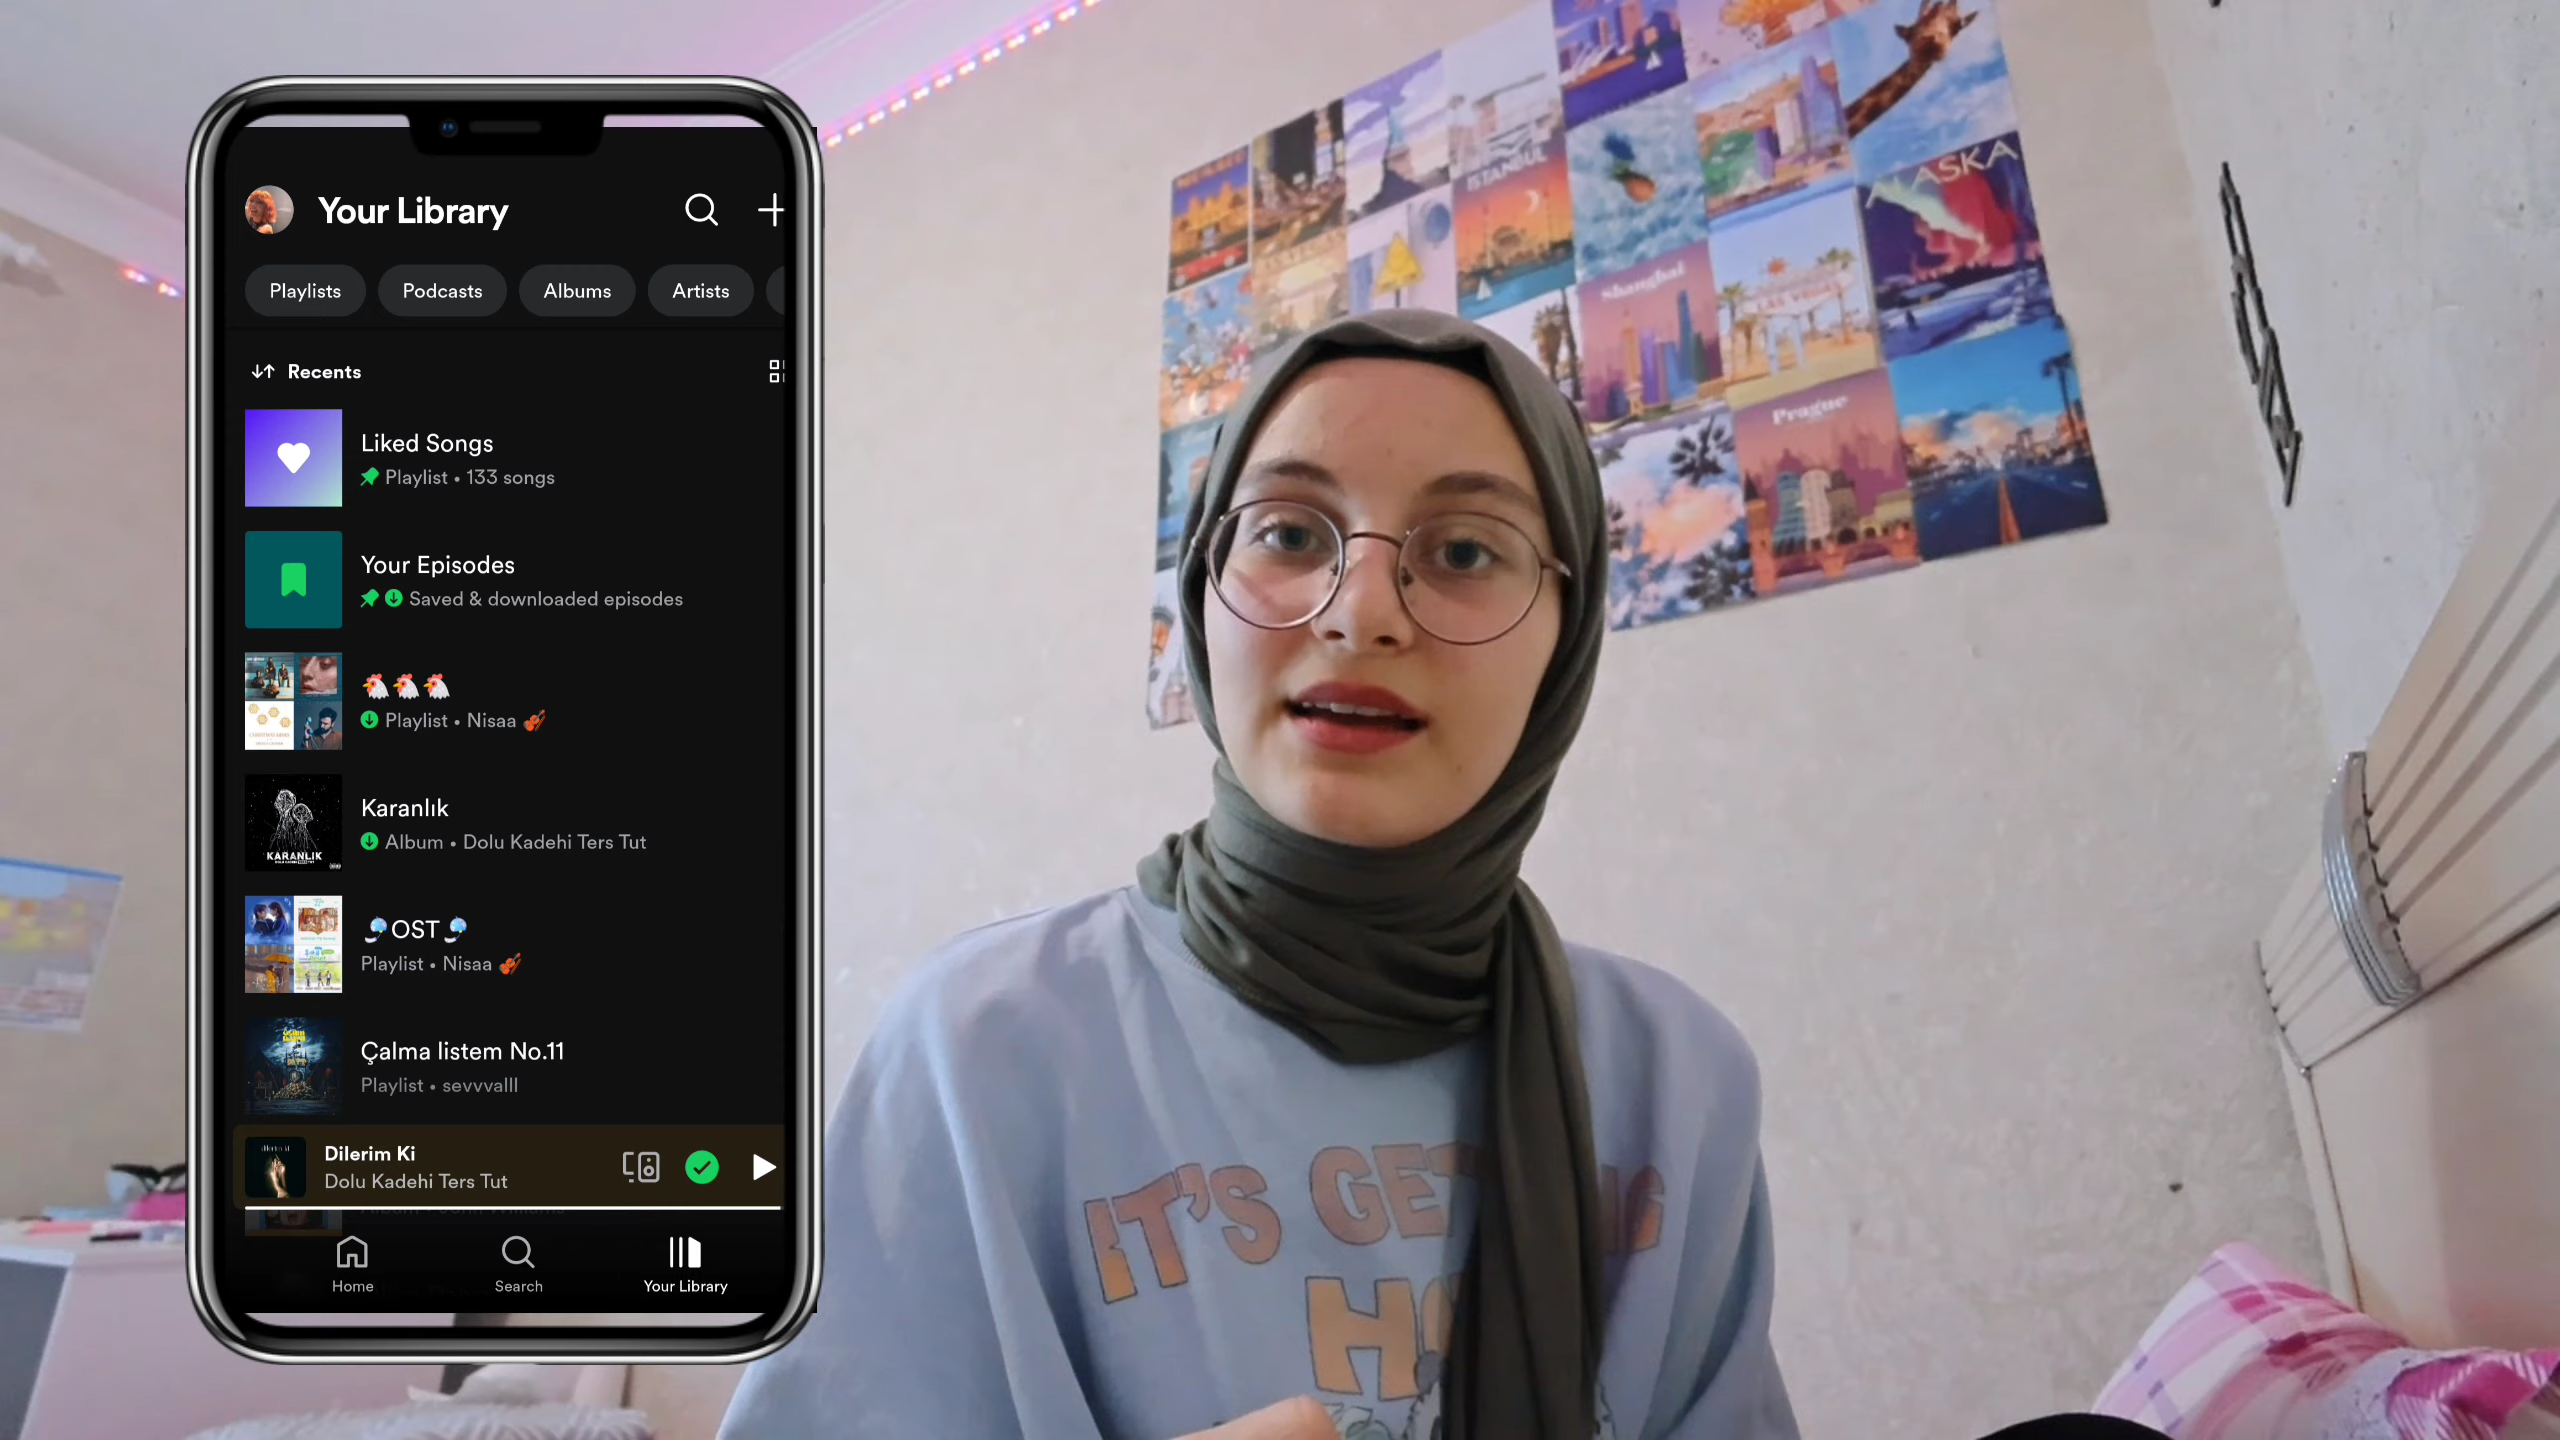 Your Library
Playlists
Podcasts
Albums
Artists
Recents
Liked Songs
Playlist • 133 songs
Your Episodes
Saved & downloaded episodes
🐔🐔🐔
Playlist • Nisaa 🎻
Karanlık
Album • Dolu Kadehi Ters Tut
KARANLIK
🎐OST🎐
Playlist • Nisaa 🎻
Çalma listem No.11
Playlist • sevvvalll
Dilerim Ki
Dolu Kadehi Ters Tut
Home
Search
Your Library
ISTANBUL
ALASKA
Shanghai
Prague
IT'S GE